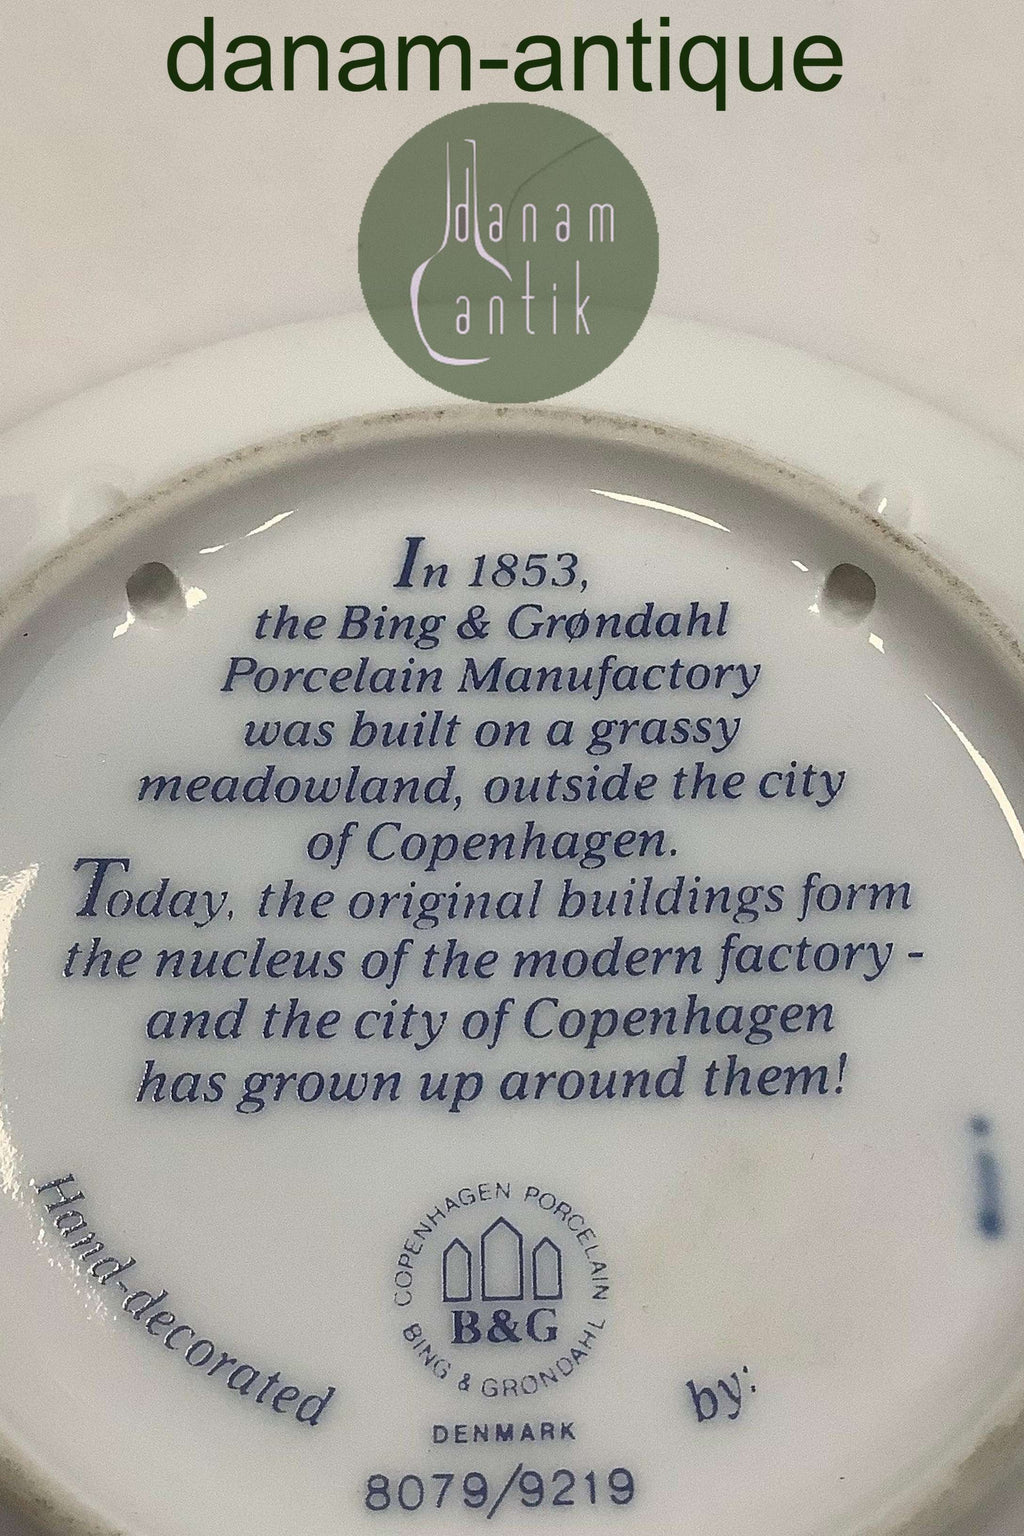 danam-antique
danam
antik
In 1853,
the Bing & Grøndahl
Porcelain Manufactory
was built on a grassy
meadowland, outside the city
of Copenhagen.
Today, the original buildings form
the nucleus of the modern factory -
and the city of Copenhagen
has grown up around them!
Hand-decorated
COPENHAGEN PORCELAIN
B&G
BING & GRØNDAHL
by:
DENMARK
8079/9219